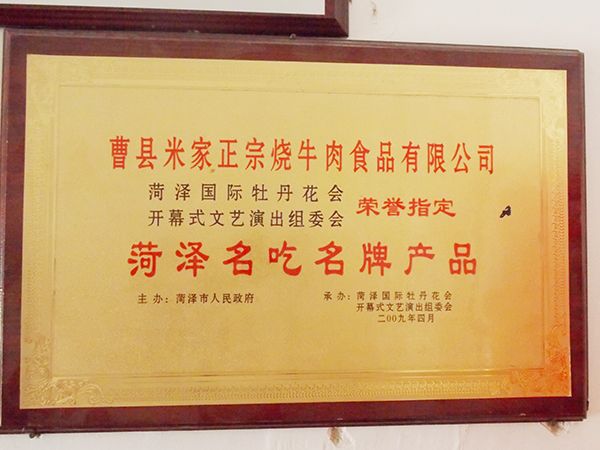 曹县米家正宗烧牛肉食品有限公司
菏泽国际牡丹花会
开幕式文艺演出组委会
荣誉指定
菏泽名吃名牌产品
主办：菏泽市人民政府
承办：菏泽国际牡丹花会
开幕式文艺演出组委会
二00九年四月